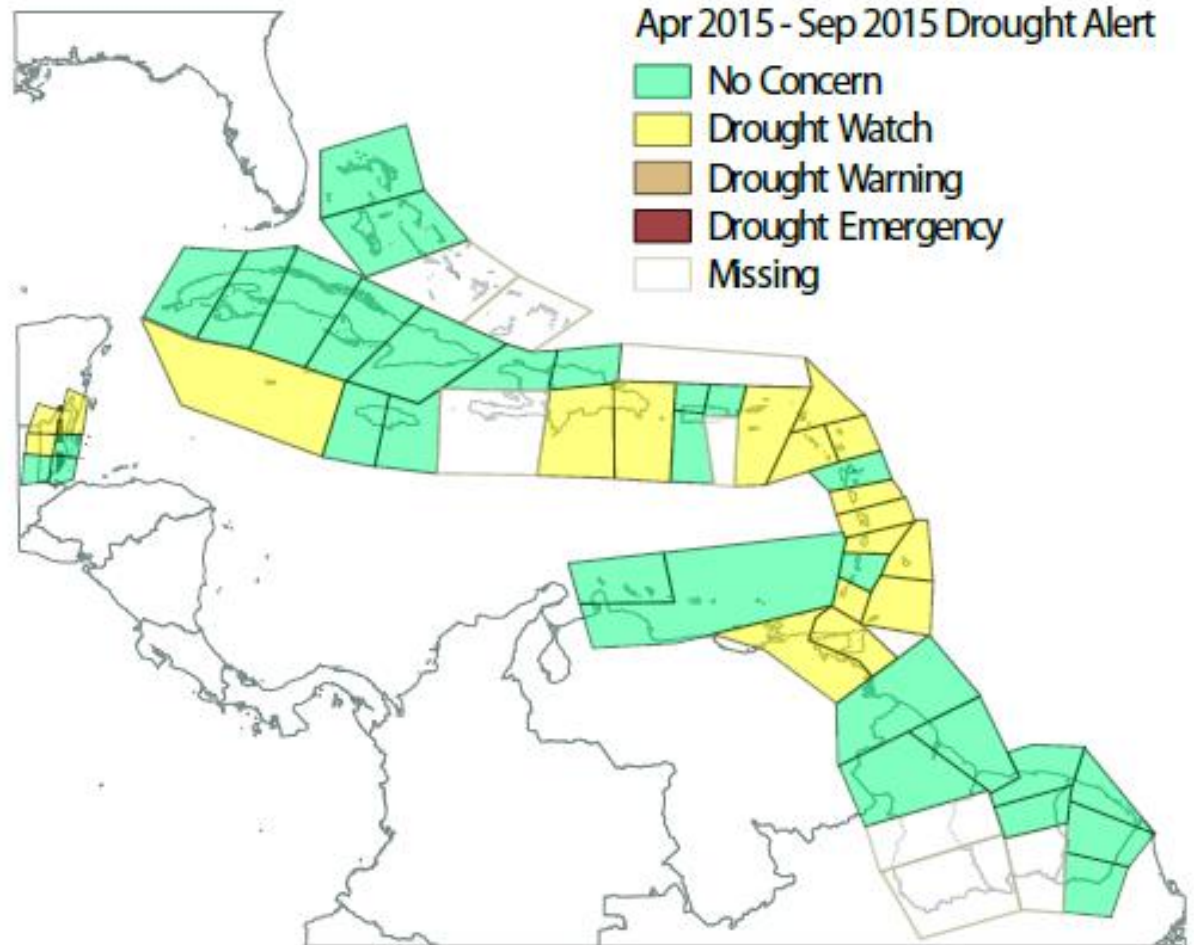 Apr 2015 - Sep 2015 Drought Alert
No Concern
Drought Watch
Drought Warning
Drought Emergency
Missing